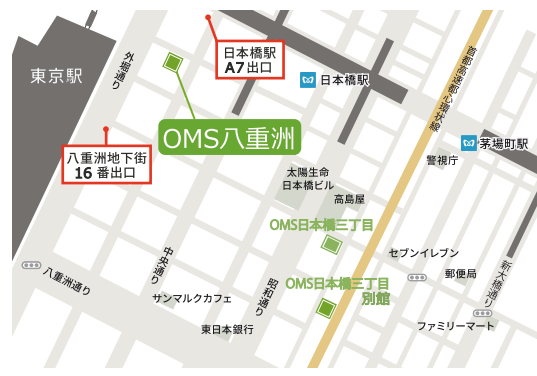 東京駅
外堀通り
日本橋駅
A7出口
日本橋駅
首都高速都心環状線
茅場町駅
警視庁
OMS八重洲
八重洲地下街
16 番出口
太陽生命
日本橋ビル
高島屋
OMS日本橋三丁目
セブンイレブン
郵便局
新大橋通り
中央通り
昭和通り
八重洲通り
サンマルクカフェ
OMS日本橋三丁目
別館
東日本銀行
ファミリーマート